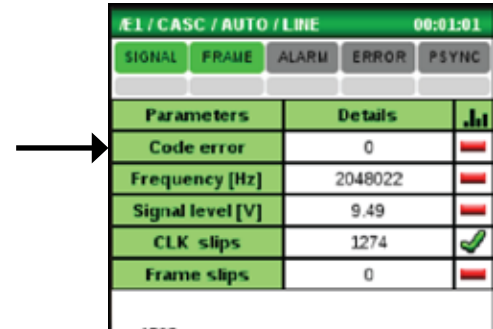 Æ1 / CASC / AUTO / LINE 00:01:01
SIGNAL FRAME ALARM ERROR PSYNC
Parameters Details
Code error 0
Frequency [Hz] 2048022
Signal level [V] 9.49
CLK slips 1274
Frame slips 0